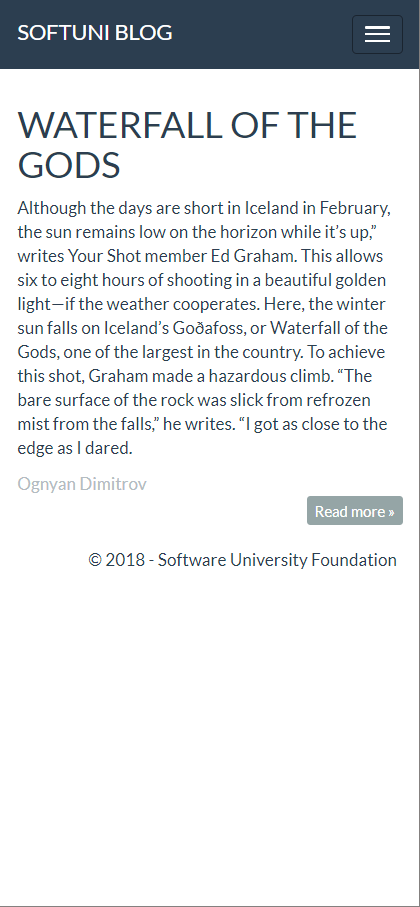 SOFTUNI BLOG
WATERFALL OF THE
GODS
Although the days are short in Iceland in February,
the sun remains low on the horizon while it’s up,”
writes Your Shot member Ed Graham. This allows
six to eight hours of shooting in a beautiful golden
light—if the weather cooperates. Here, the winter
sun falls on Iceland’s Goðafoss, or Waterfall of the
Gods, one of the largest in the country. To achieve
this shot, Graham made a hazardous climb. “The
bare surface of the rock was slick from refrozen
mist from the falls,” he writes. “I got as close to the
edge as I dared.
Ognyan Dimitrov
Read more »
© 2018 - Software University Foundation